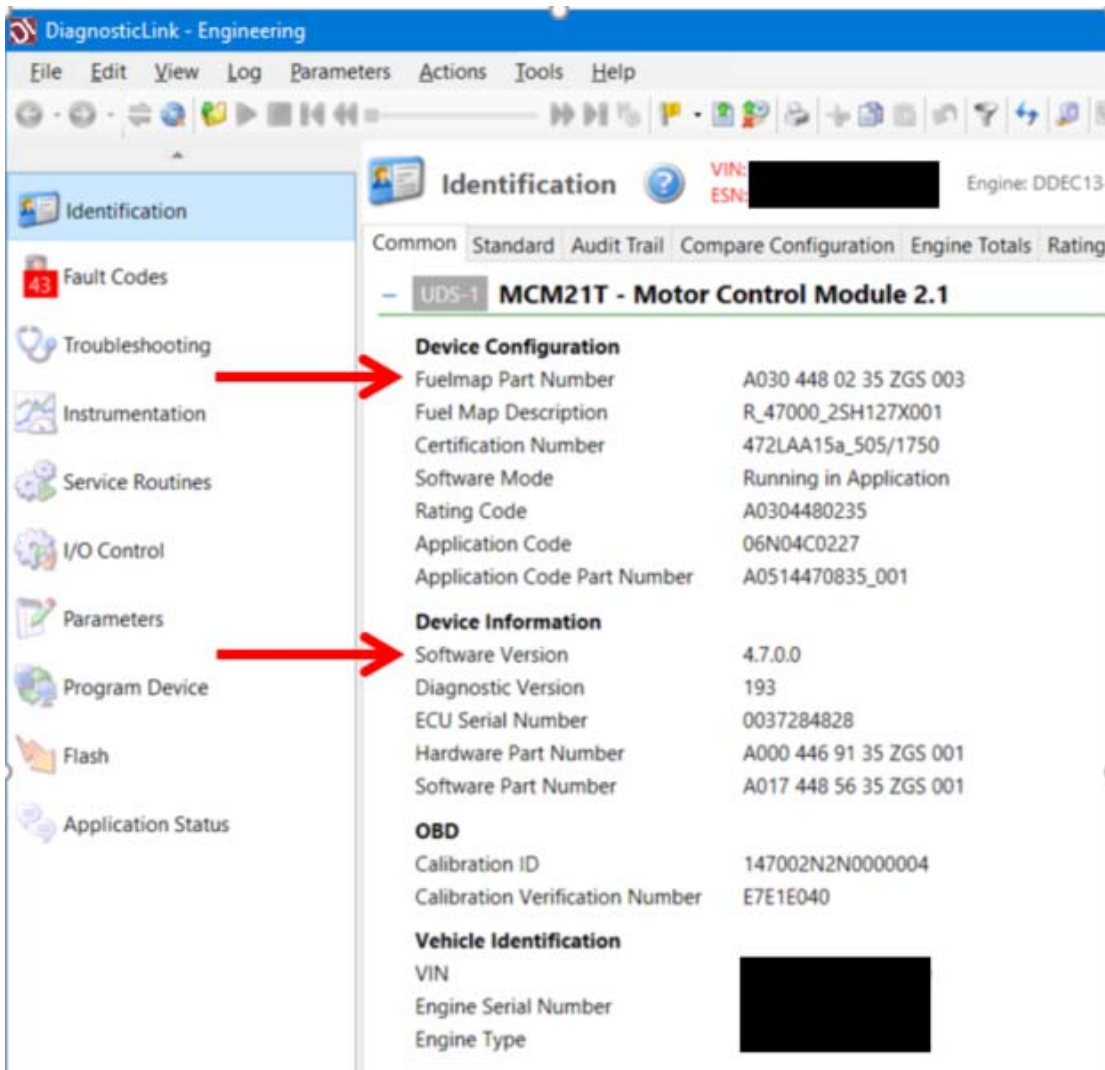 DiagnosticLink - Engineering
File Edit View Log Parameters Actions Tools Help
Identification
Fault Codes
43
Troubleshooting
Instrumentation
Service Routines
I/O Control
Parameters
Program Device
Flash
Application Status
Identification
VIN:
ESN:
Engine: DDEC13-
Common Standard Audit Trail Compare Configuration Engine Totals Rating
UDS-1 MCM21T - Motor Control Module 2.1
Device Configuration
Fuelmap Part Number A030 448 02 35 ZGS 003
Fuel Map Description R_47000_2SH127X001
Certification Number 472LAA15a_505/1750
Software Mode Running in Application
Rating Code A0304480235
Application Code 06N04C0227
Application Code Part Number A0514470835_001
Device Information
Software Version 4.7.0.0
Diagnostic Version 193
ECU Serial Number 0037284828
Hardware Part Number A000 446 91 35 ZGS 001
Software Part Number A017 448 56 35 ZGS 001
OBD
Calibration ID 147002N2N0000004
Calibration Verification Number E7E1E040
Vehicle Identification
VIN
Engine Serial Number
Engine Type